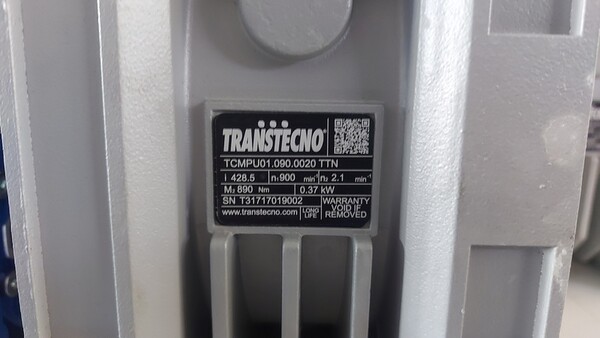 TRANSTECNO®
TCMPU01.090.0020 TTN
i 428.5 n₁ 900 min⁻¹ n₂ 2.1 min⁻¹
M₂ 890 Nm 0.37 kW
SN T31717019002
WARRANTY VOID IF REMOVED
www.transtecno.com
LONG LIFE